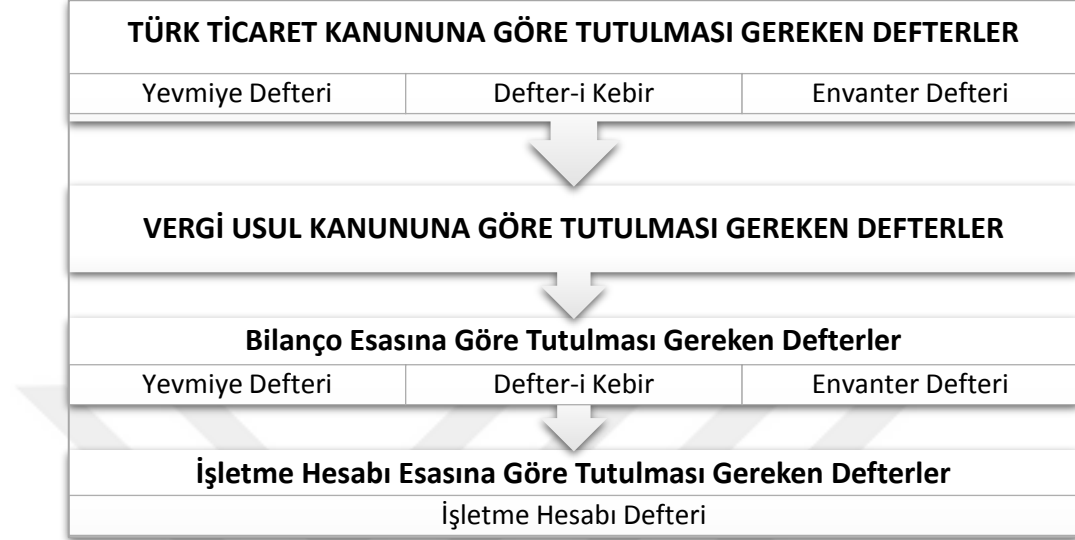 TÜRK TİCARET KANUNUNA GÖRE TUTULMASI GEREKEN DEFTERLER
Yevmiye Defteri Defter-i Kebir Envanter Defteri
VERGİ USUL KANUNUNA GÖRE TUTULMASI GEREKEN DEFTERLER
Bilanço Esasına Göre Tutulması Gereken Defterler
Yevmiye Defteri Defter-i Kebir Envanter Defteri
İşletme Hesabı Esasına Göre Tutulması Gereken Defterler
İşletme Hesabı Defteri